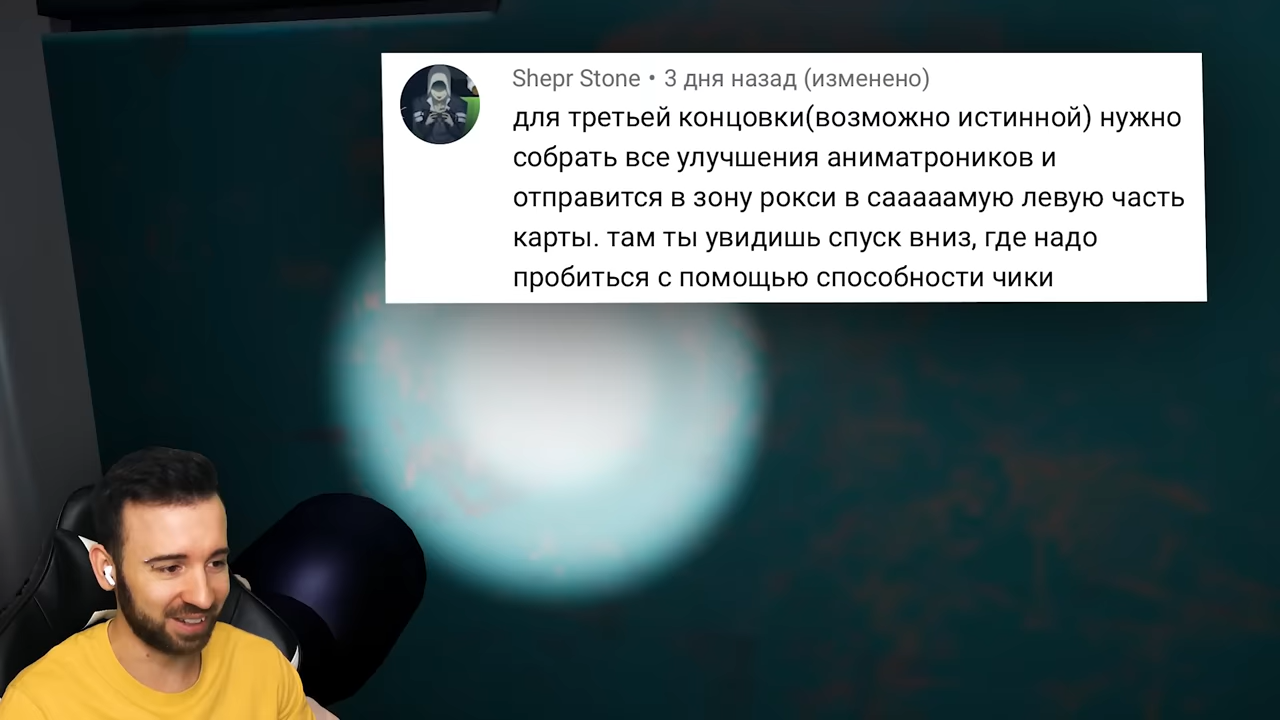 Shepr Stone • 3 дня назад (изменено)
для третьей концовки(возможно истинной) нужно
собрать все улучшения аниматроников и
отправится в зону рокси в сааааамую левую часть
карты. там ты увидишь спуск вниз, где надо
пробиться с помощью способности чики